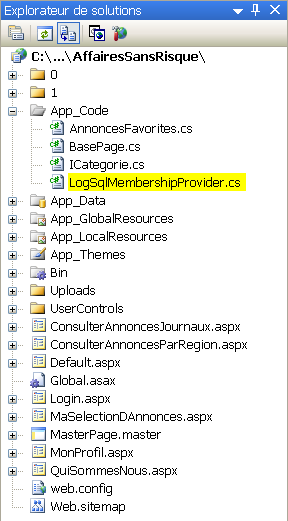 Explorateur de solutions
C:\...\AffairesSansRisque\
0
1
App_Code
AnnoncesFavorites.cs
BasePage.cs
ICategorie.cs
LogSqlMembershipProvider.cs
App_Data
App_GlobalResources
App_LocalResources
App_Themes
Bin
Uploads
UserControls
ConsulterAnnoncesJournaux.aspx
ConsulterAnnoncesParRegion.aspx
Default.aspx
Global.asax
Login.aspx
MaSelectionDAnnonces.aspx
MasterPage.master
MonProfil.aspx
QuiSommesNous.aspx
web.config
Web.sitemap